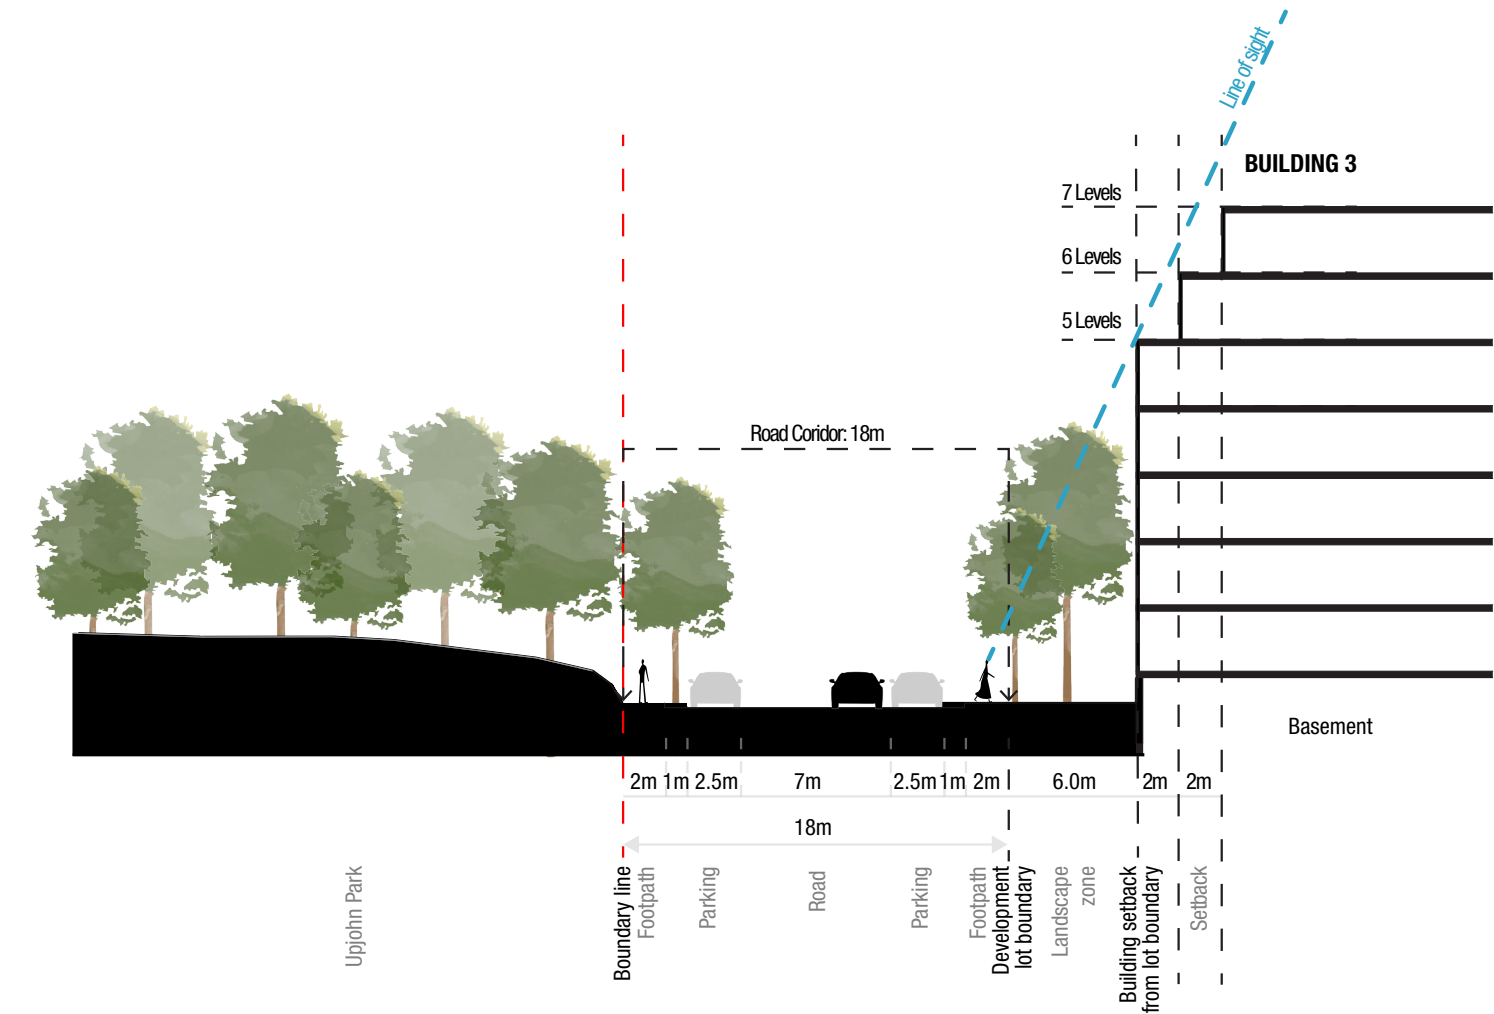 Line of sight
BUILDING 3
7 Levels
6 Levels
5 Levels
Road Coridor: 18m
Basement
2m
1m
2.5m
7m
2.5m
1m
2m
6.0m
2m
2m
18m
Upjohn Park
Boundary line
Footpath
Parking
Road
Parking
Footpath
Development
lot boundary
Landscape
zone
Building setback
from lot boundary
Setback